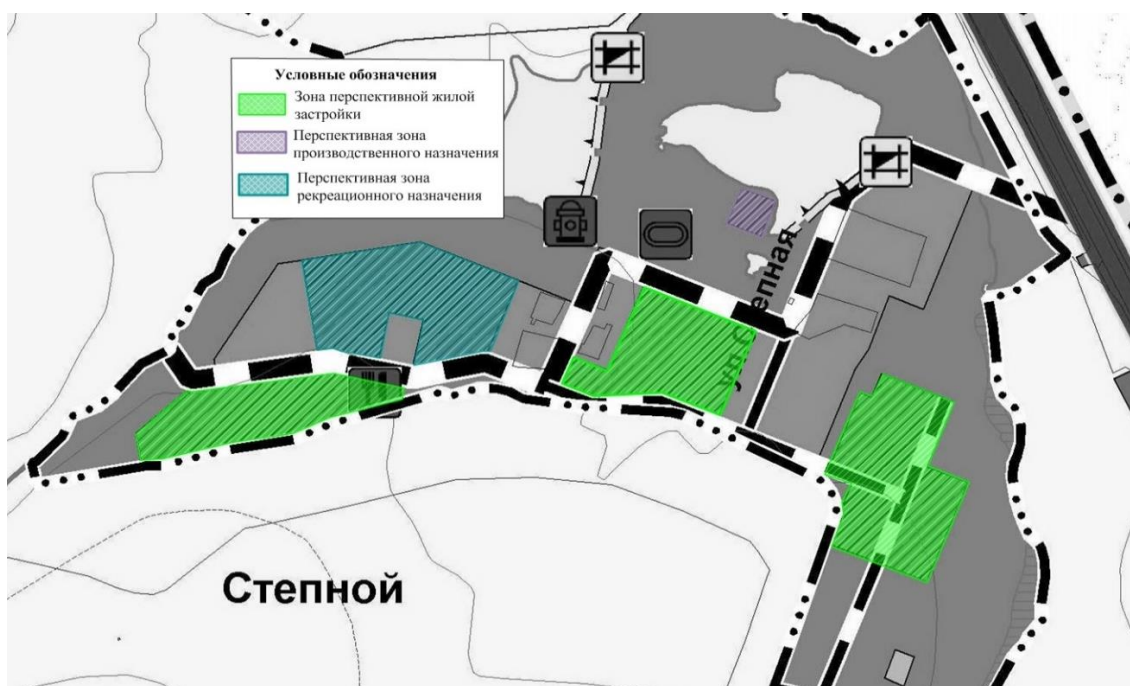 Условные обозначения
Зона перспективной жилой
застройки
Перспективная зона
производственного назначения
Перспективная зона
рекреационного назначения
Степной